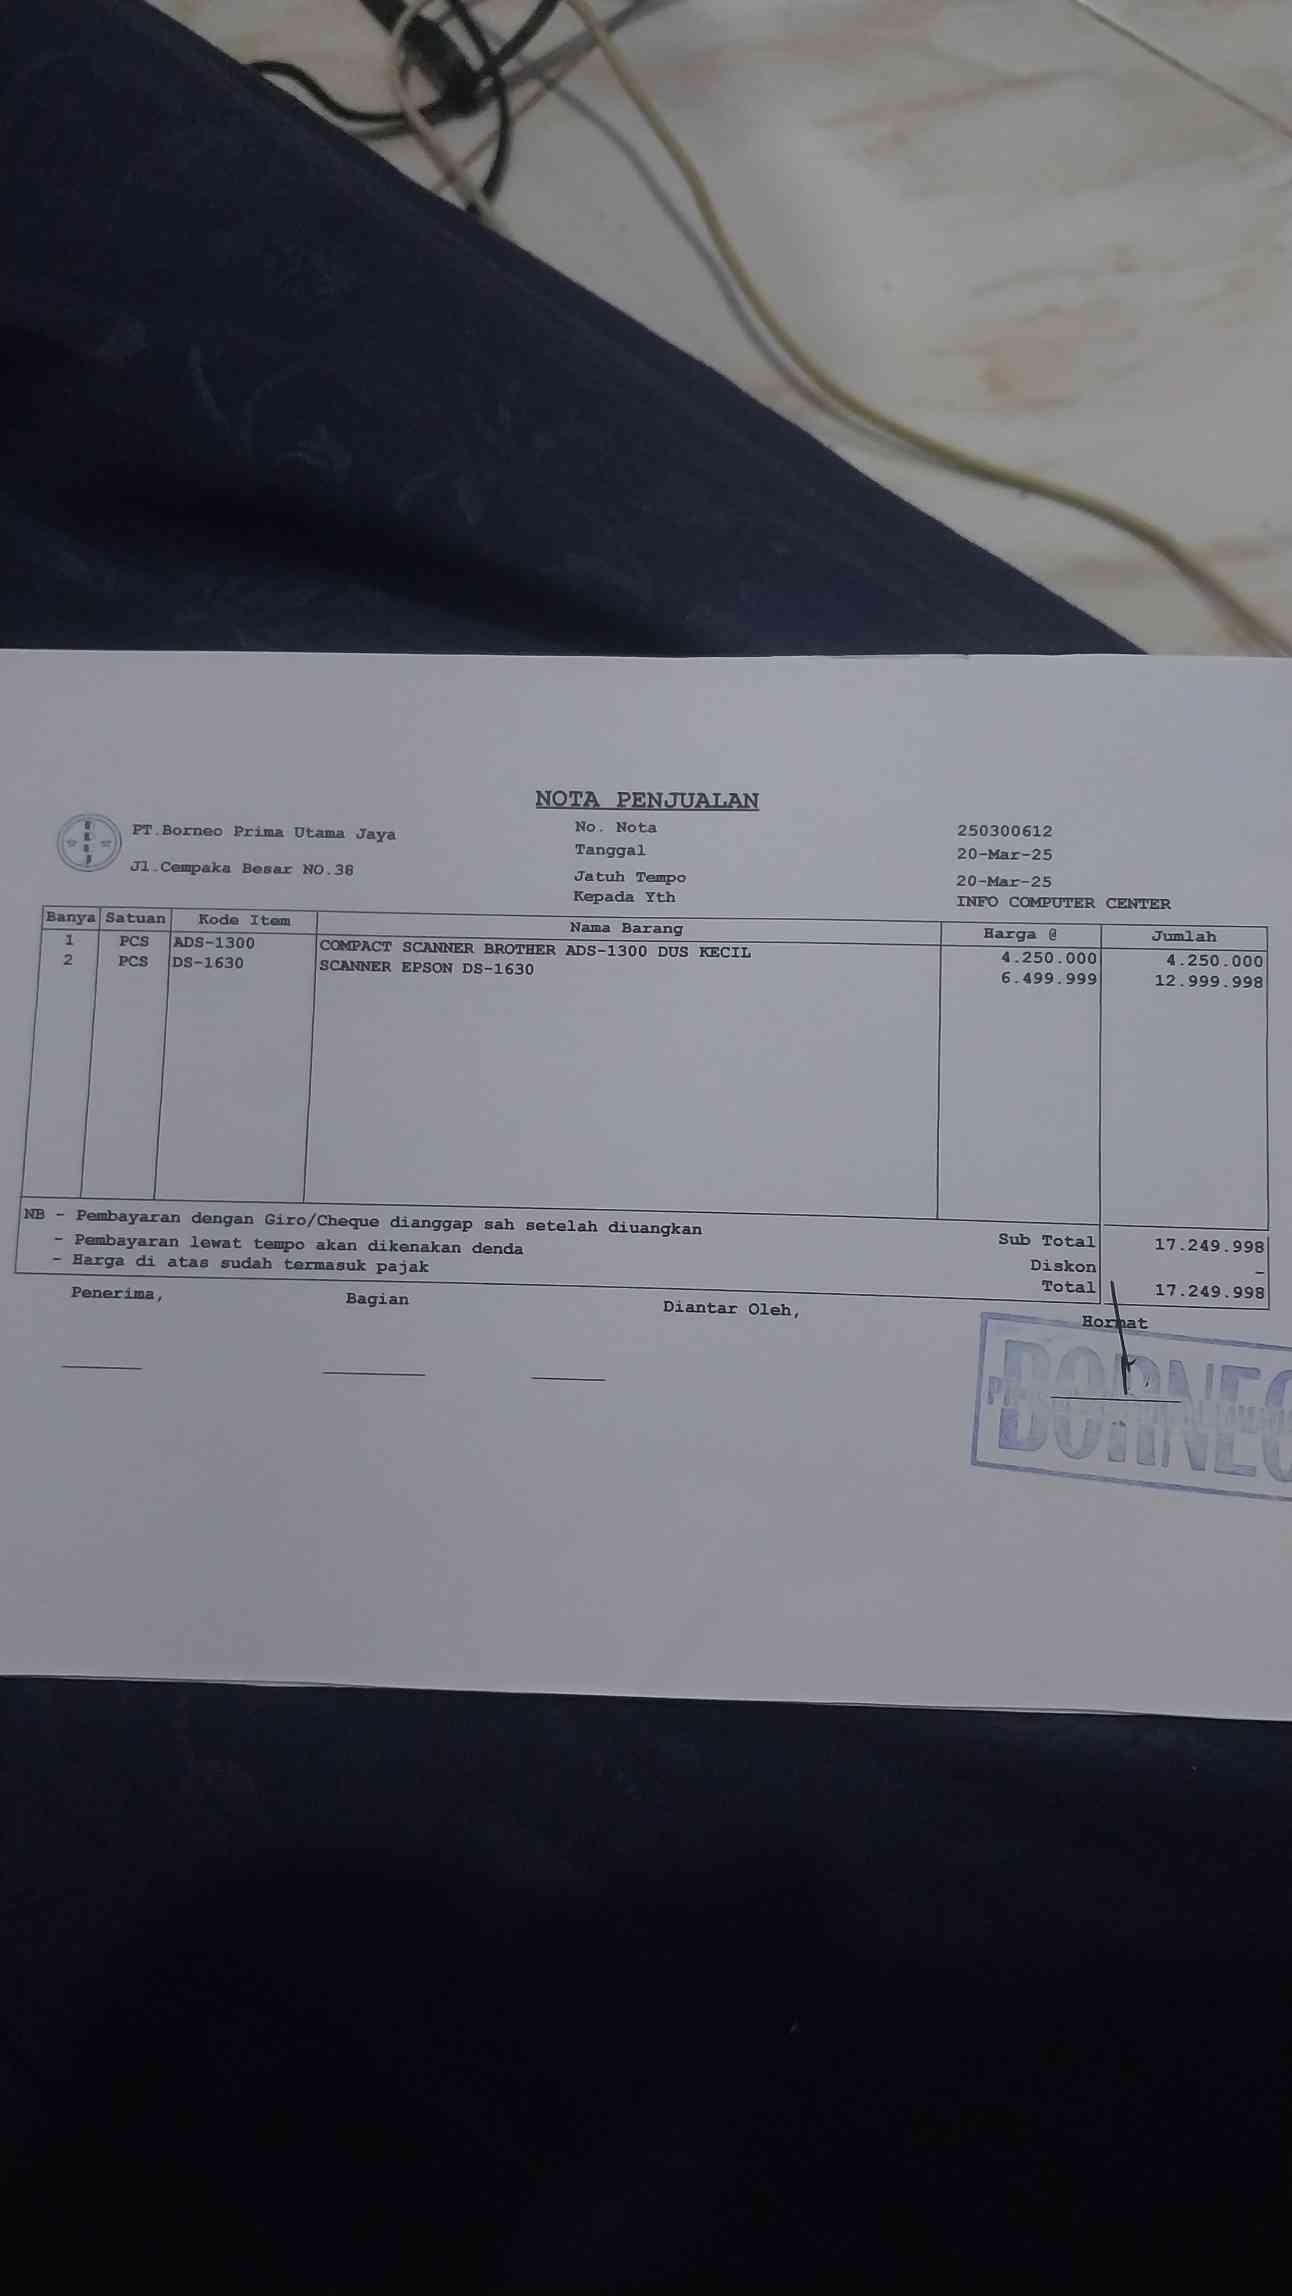 NOTA PENJUALAN
PT.Borneo Prima Utama Jaya
Jl.Cempaka Besar NO.38
No. Nota 250300612
Tanggal 20-Mar-25
Jatuh Tempo 20-Mar-25
Kepada Yth INFO COMPUTER CENTER
Banya Satuan Kode Item Nama Barang Harga @ Jumlah
1 PCS ADS-1300 COMPACT SCANNER BROTHER ADS-1300 DUS KECIL 4.250.000 4.250.000
2 PCS DS-1630 SCANNER EPSON DS-1630 6.499.999 12.999.998
NB - Pembayaran dengan Giro/Cheque dianggap sah setelah diuangkan
- Pembayaran lewat tempo akan dikenakan denda
- Harga di atas sudah termasuk pajak
Sub Total 17.249.998
Diskon -
Total 17.249.998
Penerima, Bagian Diantar Oleh, Hormat
BORNEO